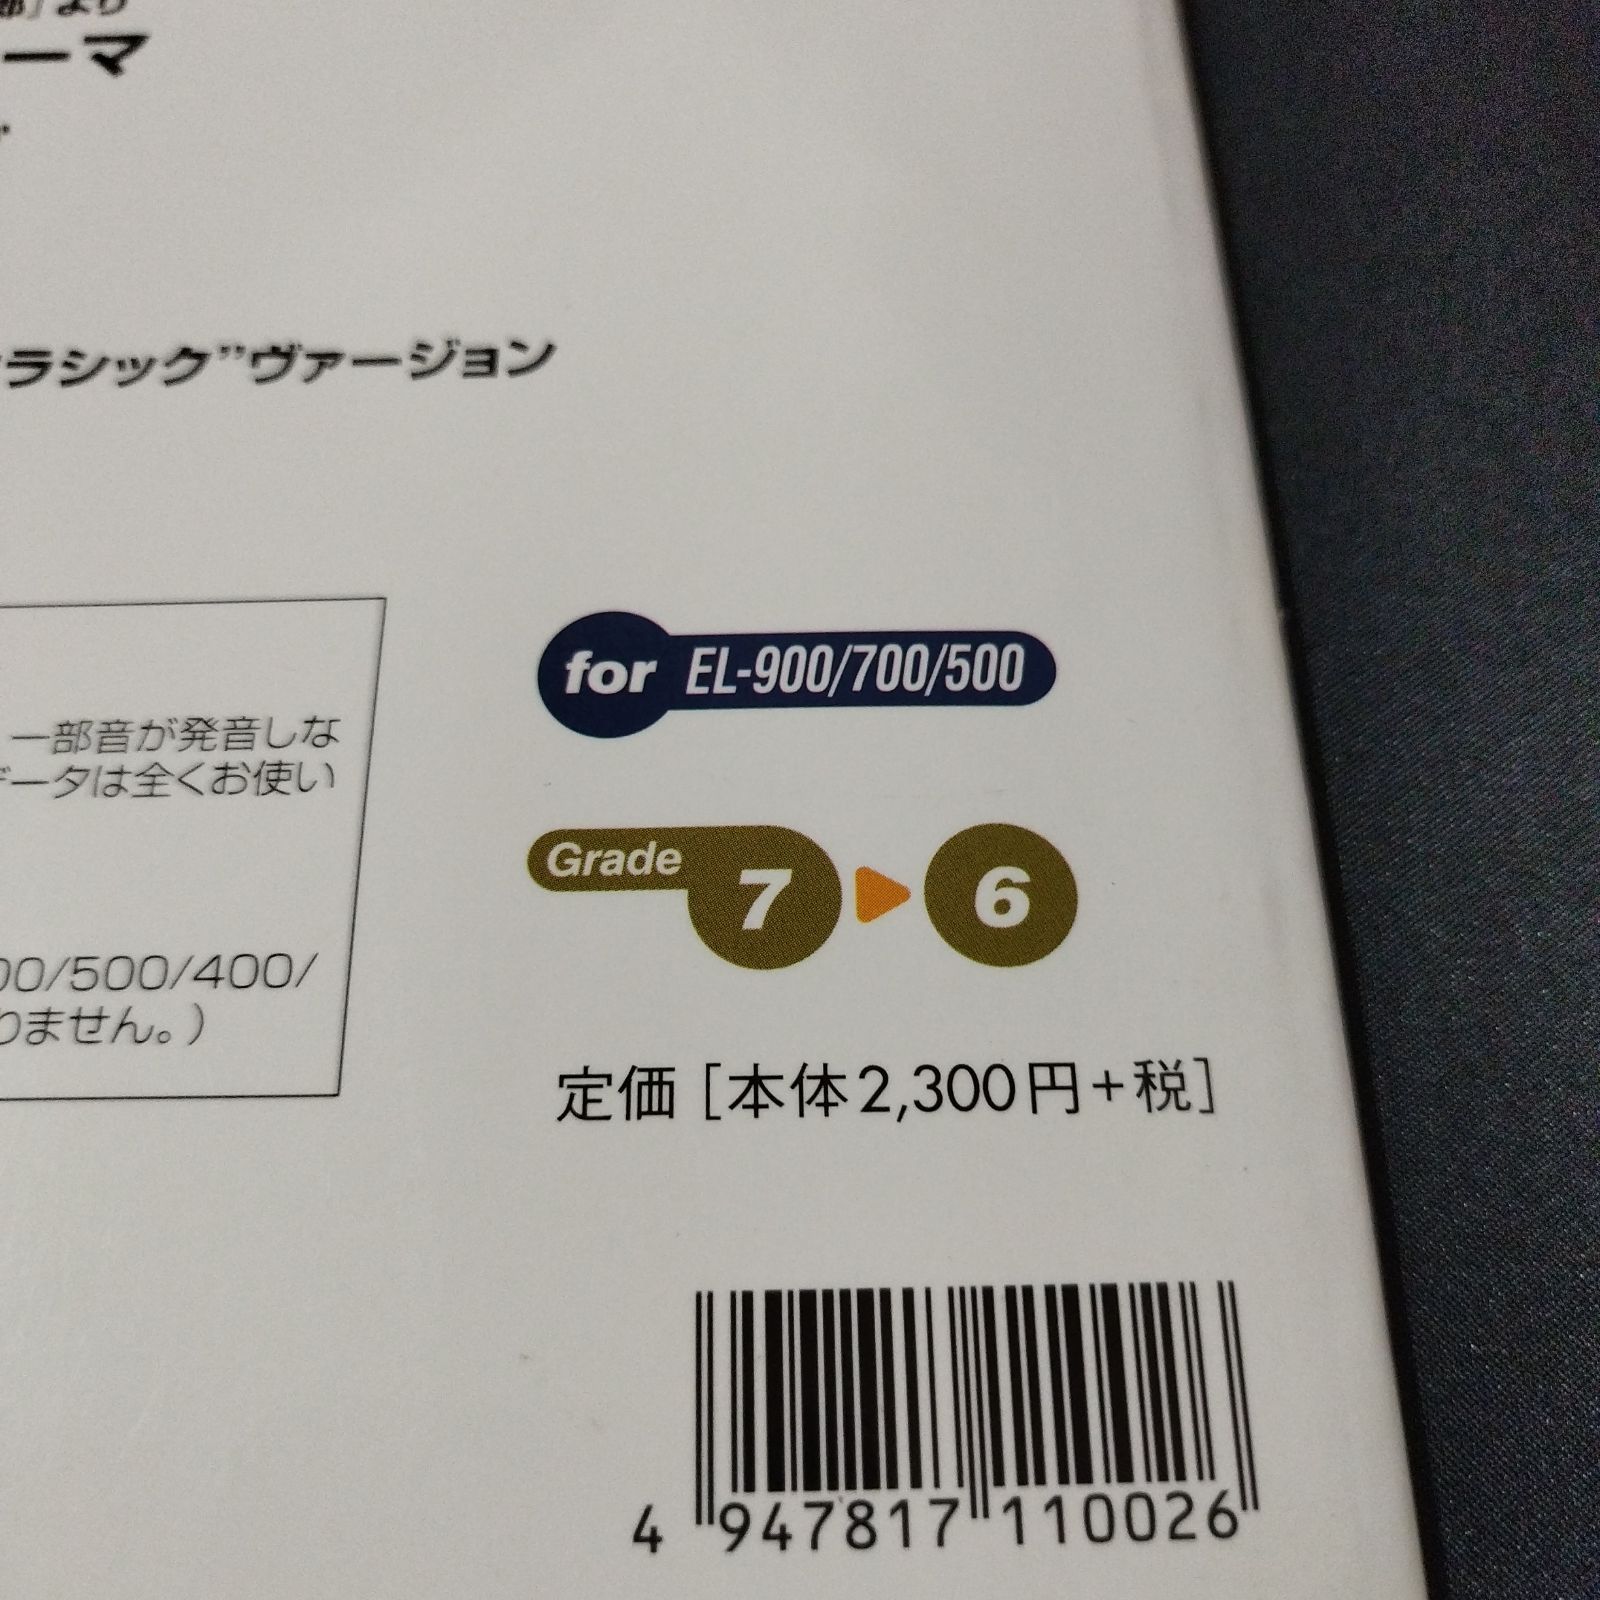 郎」より
ーマ
ラシック”ヴァージョン
for EL-900/700/500
一部音が発音しな
データは全くお使い
Grade 7 6
00/500/400/
りません。)
定価［本体2,300円+税］
4 947817 110026